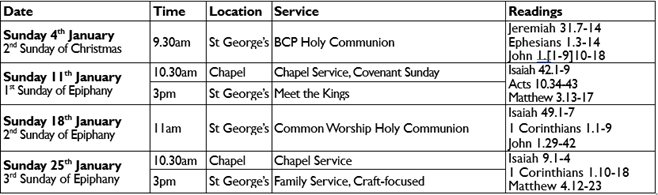 Date Time Location Service Readings
Sunday 4th January 9.30am St George's BCP Holy Communion Jeremiah 31.7-14
2nd Sunday of Christmas Ephesians 1.3-14
John 1.[1-9]10-18
Sunday 11th January 10.30am Chapel Chapel Service, Covenant Sunday Isaiah 42.1-9
1st Sunday of Epiphany 3pm St George's Meet the Kings Acts 10.34-43
Matthew 3.13-17
Sunday 18th January 11am St George's Common Worship Holy Communion Isaiah 49.1-7
2nd Sunday of Epiphany 1 Corinthians 1.1-9
John 1.29-42
Sunday 25th January 10.30am Chapel Chapel Service Isaiah 9.1-4
3rd Sunday of Epiphany 3pm St George's Family Service, Craft-focused 1 Corinthians 1.10-18
Matthew 4.12-23